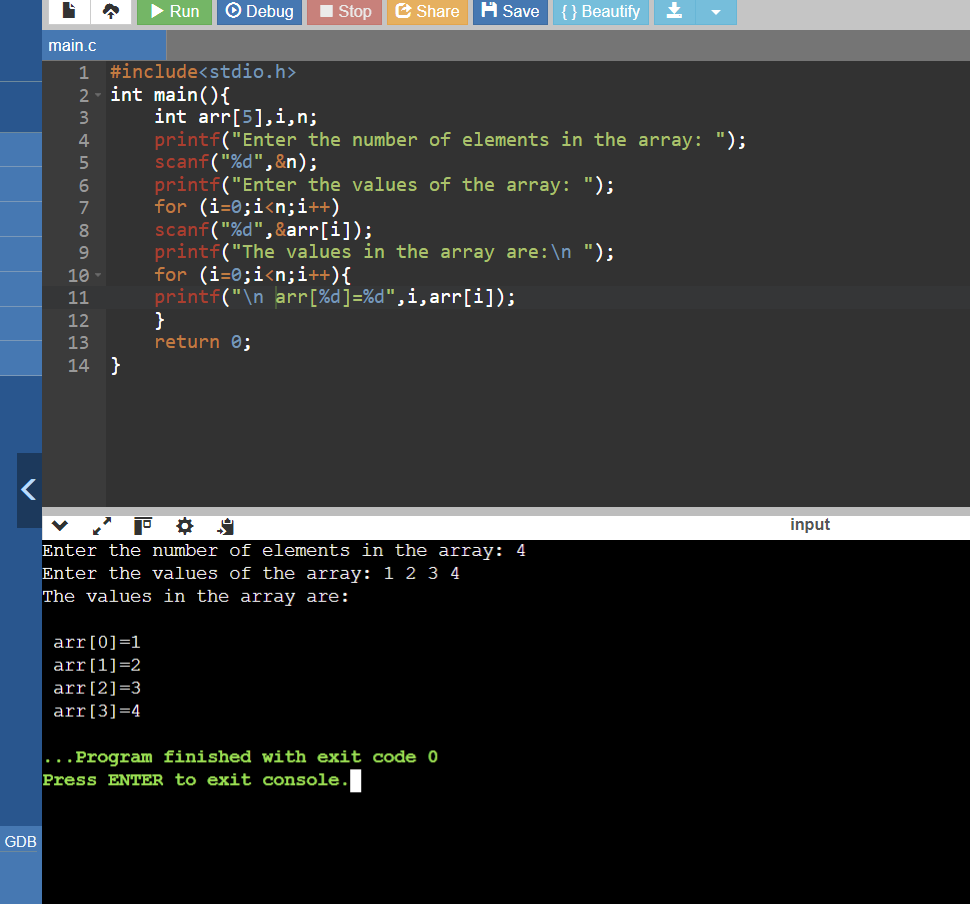 Run Debug Stop Share Save { } Beautify
main.c
1 #include<stdio.h>
2 int main(){
3     int arr[5],i,n;
4     printf("Enter the number of elements in the array: ");
5     scanf("%d",&n);
6     printf("Enter the values of the array: ");
7     for (i=0;i<n;i++)
8     scanf("%d",&arr[i]);
9     printf("The values in the array are:\n ");
10     for (i=0;i<n;i++){
11     printf("\n arr[%d]=%d",i,arr[i]);
12     }
13     return 0;
14 }
input
Enter the number of elements in the array: 4
Enter the values of the array: 1 2 3 4
The values in the array are:
arr[0]=1
arr[1]=2
arr[2]=3
arr[3]=4
...Program finished with exit code 0
Press ENTER to exit console.
GDB